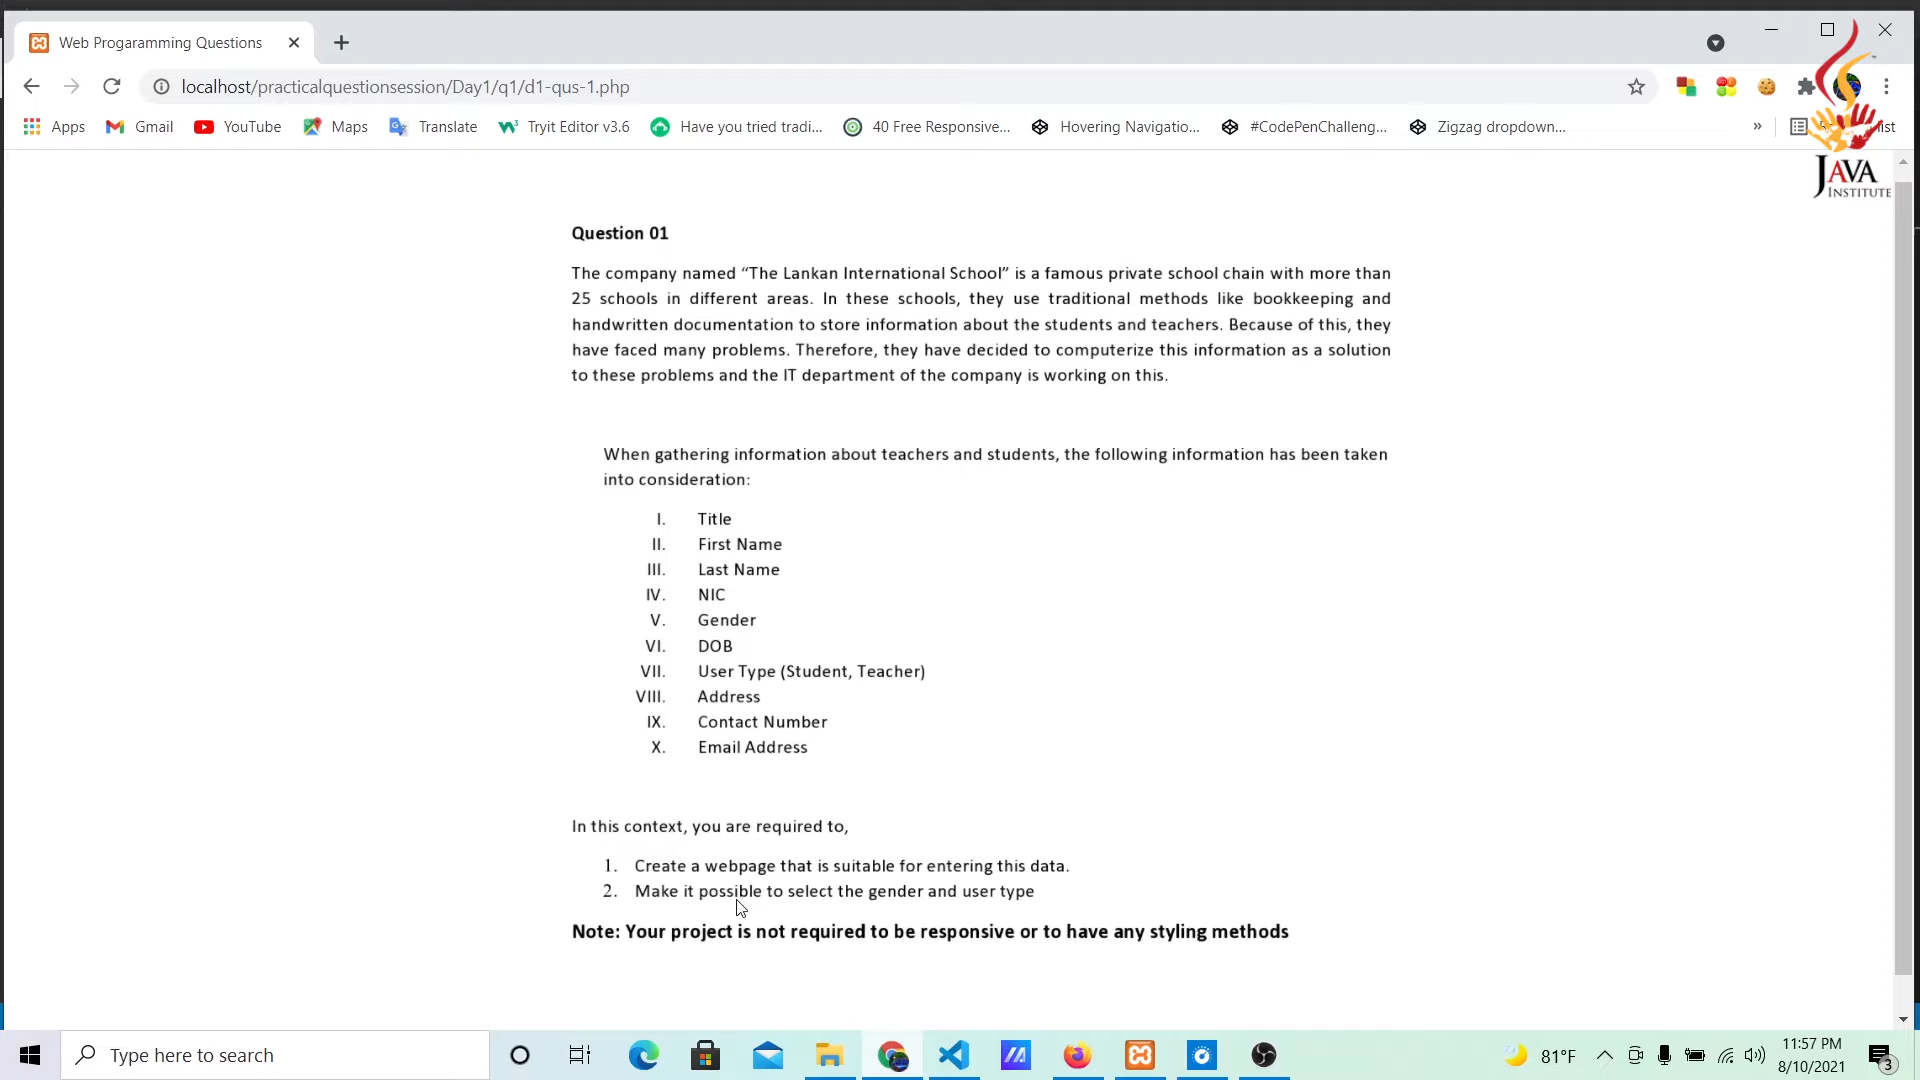 Web Progaramming Questions
localhost/practicalquestionsession/Day1/q1/d1-qus-1.php
Apps
Gmail
YouTube
Maps
Translate
Tryit Editor v3.6
Have you tried tradi...
40 Free Responsive...
Hovering Navigatio...
#CodePenChalleng...
Zigzag dropdown...
»
JAVA
INSTITUTE
Question 01
The company named “The Lankan International School” is a famous private school chain with more than
25 schools in different areas. In these schools, they use traditional methods like bookkeeping and
handwritten documentation to store information about the students and teachers. Because of this, they
have faced many problems. Therefore, they have decided to computerize this information as a solution
to these problems and the IT department of the company is working on this.
When gathering information about teachers and students, the following information has been taken
into consideration:
I. Title
II. First Name
III. Last Name
IV. NIC
V. Gender
VI. DOB
VII. User Type (Student, Teacher)
VIII. Address
IX. Contact Number
X. Email Address
In this context, you are required to,
1. Create a webpage that is suitable for entering this data.
2. Make it possible to select the gender and user type
Note: Your project is not required to be responsive or to have any styling methods
Type here to search
81°F
11:57 PM
8/10/2021
3